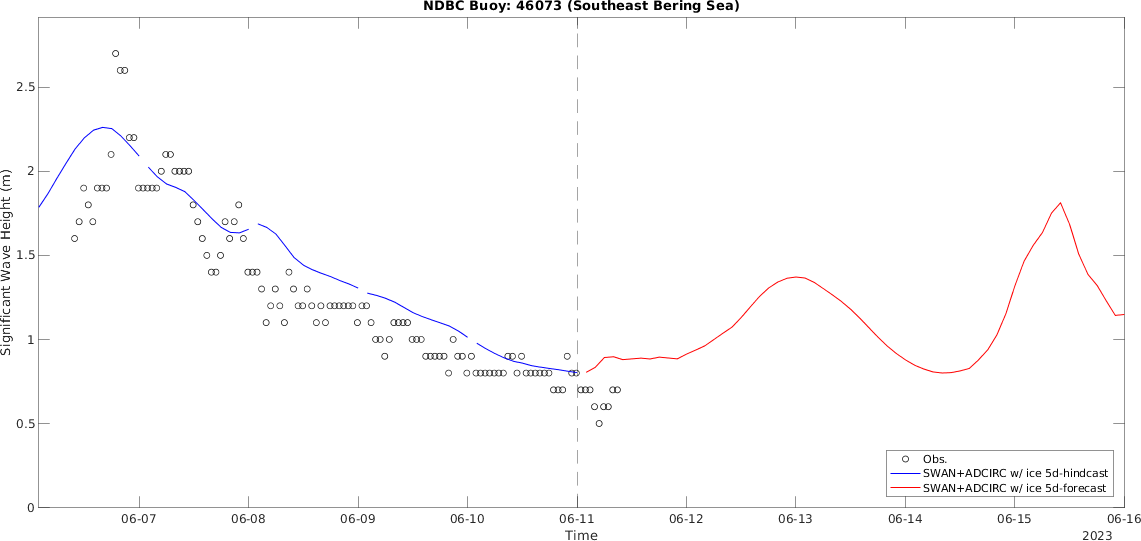 NDBC Buoy: 46073 (Southeast Bering Sea)
Significant Wave Height (m)
2.5
2
1.5
1
0.5
0
Obs.
SWAN+ADCIRC w/ ice 5d-hindcast
SWAN+ADCIRC w/ ice 5d-forecast
06-07 06-08 06-09 06-10 06-11 06-12 06-13 06-14 06-15 06-16
Time
2023